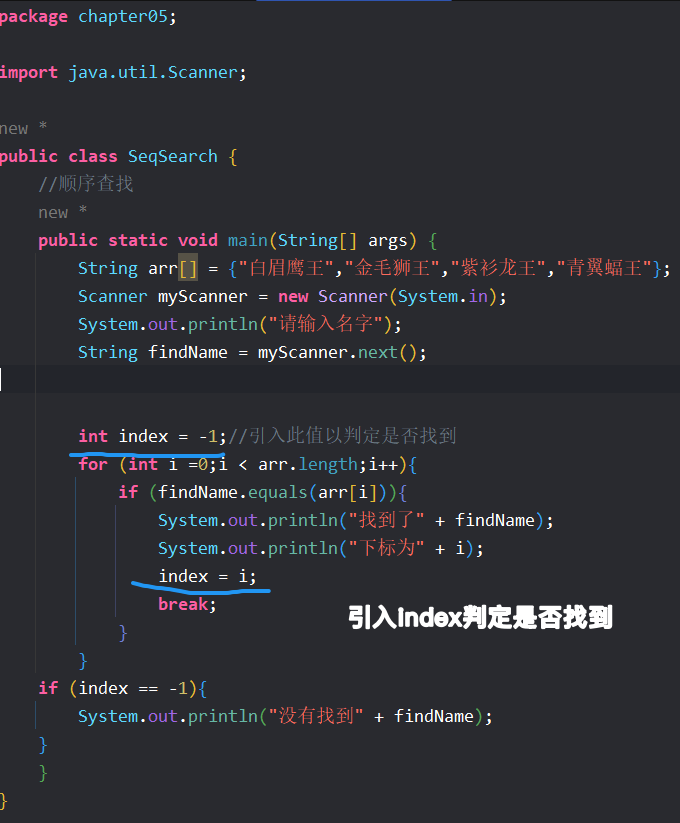 package chapter05;
import java.util.Scanner;
new *
public class SeqSearch {
//顺序查找
new *
public static void main(String[] args) {
String arr[] = {"白眉鹰王","金毛狮王","紫衫龙王","青翼蝠王"};
Scanner myScanner = new Scanner(System.in);
System.out.println("请输入名字");
String findName = myScanner.next();
int index = -1;//引入此值以判定是否找到
for (int i =0;i < arr.length;i++){
if (findName.equals(arr[i])){
System.out.println("找到了" + findName);
System.out.println("下标为" + i);
index = i;
break;
引入index判定是否找到
}
}
if (index == -1){
System.out.println("没有找到" + findName);
}
}
}